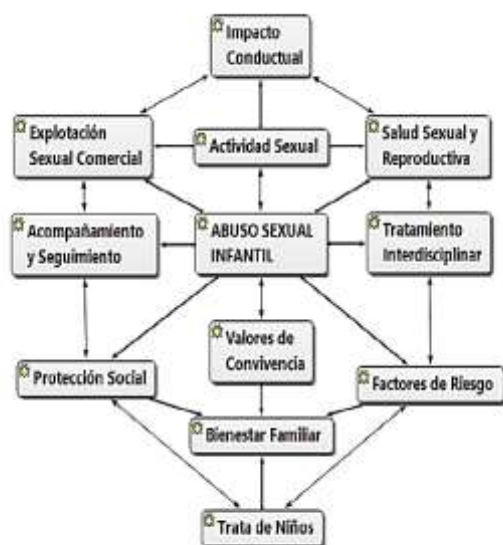 Impacto
Conductual
Explotación
Sexual Comercial
Actividad Sexual
Salud Sexual y
Reproductiva
Acompañamiento
y Seguimiento
ABUSO SEXUAL
INFANTIL
Tratamiento
Interdisciplinar
Valores de
Convivencia
Protección Social
Factores de Riesgo
Bienestar Familiar
Trata de Niños